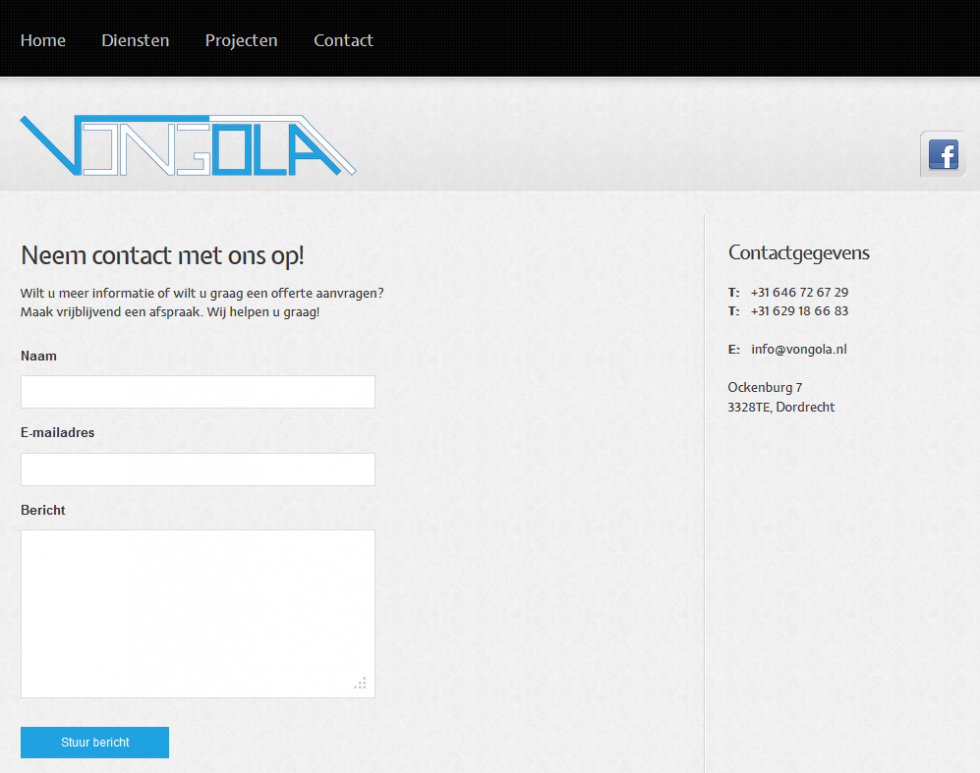 Home Diensten Projecten Contact
VONGOLA
f
Neem contact met ons op!
Wilt u meer informatie of wilt u graag een offerte aanvragen?
Maak vrijblijvend een afspraak. Wij helpen u graag!
Naam
E-mailadres
Bericht
Stuur bericht
Contactgegevens
T: +31 646 72 67 29
T: +31 629 18 66 83
E: info@vongola.nl
Ockenburg 7
3328TE, Dordrecht